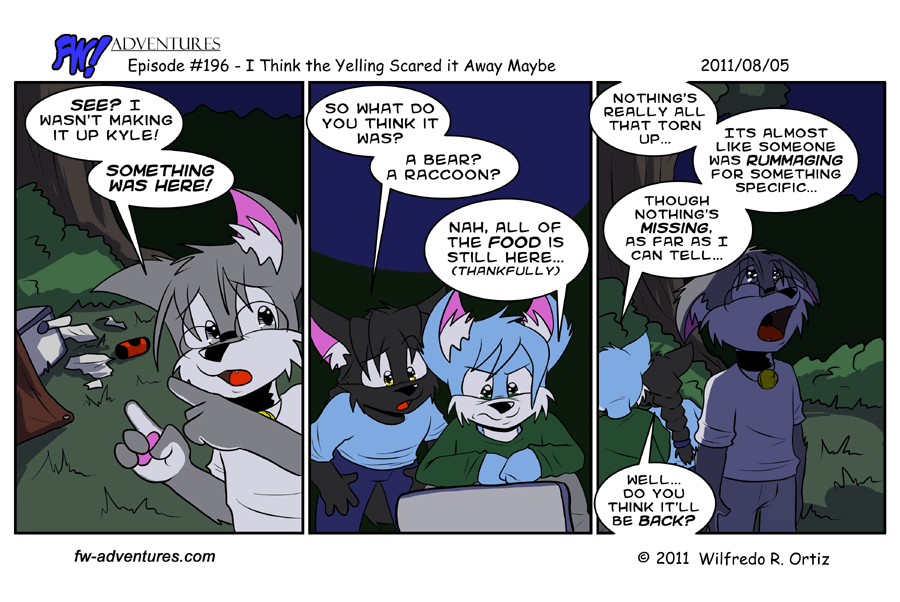 FW! ADVENTURES
Episode #196 - I Think the Yelling Scared it Away Maybe
2011/08/05
SEE? I
WASN'T MAKING
IT UP KYLE!
SOMETHING
WAS HERE!
SO WHAT DO
YOU THINK IT
WAS?
A BEAR?
A RACCOON?
NAH, ALL OF
THE FOOD IS
STILL HERE...
(THANKFULLY)
NOTHING'S
REALLY ALL
THAT TORN
UP...
ITS ALMOST
LIKE SOMEONE
WAS RUMMAGING
FOR SOMETHING
SPECIFIC...
THOUGH
NOTHING'S
MISSING,
AS FAR AS I
CAN TELL...
WELL...
DO YOU
THINK IT'LL
BE BACK?
fw-adventures.com
© 2011 Wilfredo R. Ortiz